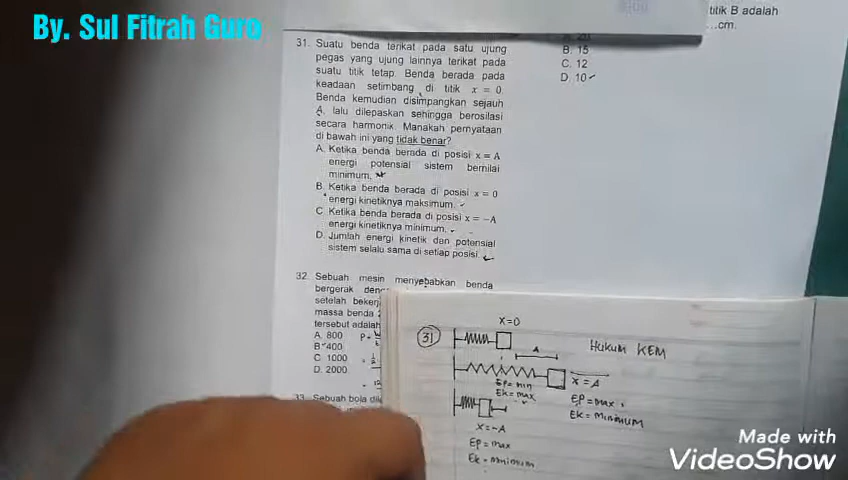 By. Sul Fitrah Guro
titik B adalah
...cm.
31. Suatu benda terikat pada satu ujung
pegas yang ujung lainnya terikat pada
suatu titik tetap. Benda berada pada
keadaan setimbang di titik x = 0.
Benda kemudian disimpangkan sejauh
A, lalu dilepaskan sehingga berosilasi
secara harmonik. Manakah pernyataan
di bawah ini yang tidak benar?
A. Ketika benda berada di posisi x = A
energi potensial sistem bernilai
minimum.
B. Ketika benda berada di posisi x = 0
energi kinetiknya maksimum.
C. Ketika benda berada di posisi x = -A
energi kinetiknya minimum.
D. Jumlah energi kinetik dan potensial
sistem selalu sama di setiap posisi.
A. 20
B. 15
C. 12
D. 10
32. Sebuah mesin menyebabkan benda
bergerak
setelah
massa benda
tersebut adalah
A. 800
B. 400
C. 1000
D. 2000
33. Sebuah bola
31
x=0
A
Hukum KEM
EP=min
EK=max
x=A
EP=max
EK=Minimum
x=-A
EP=max
EK=Minimum
Made with
VideoShow